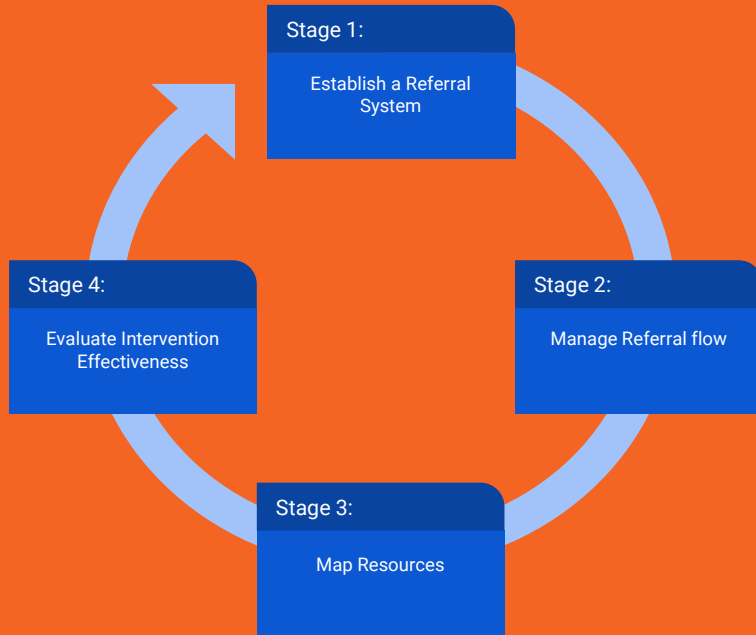 Stage 1:
Establish a Referral
System
Stage 2:
Manage Referral flow
Stage 3:
Map Resources
Stage 4:
Evaluate Intervention
Effectiveness